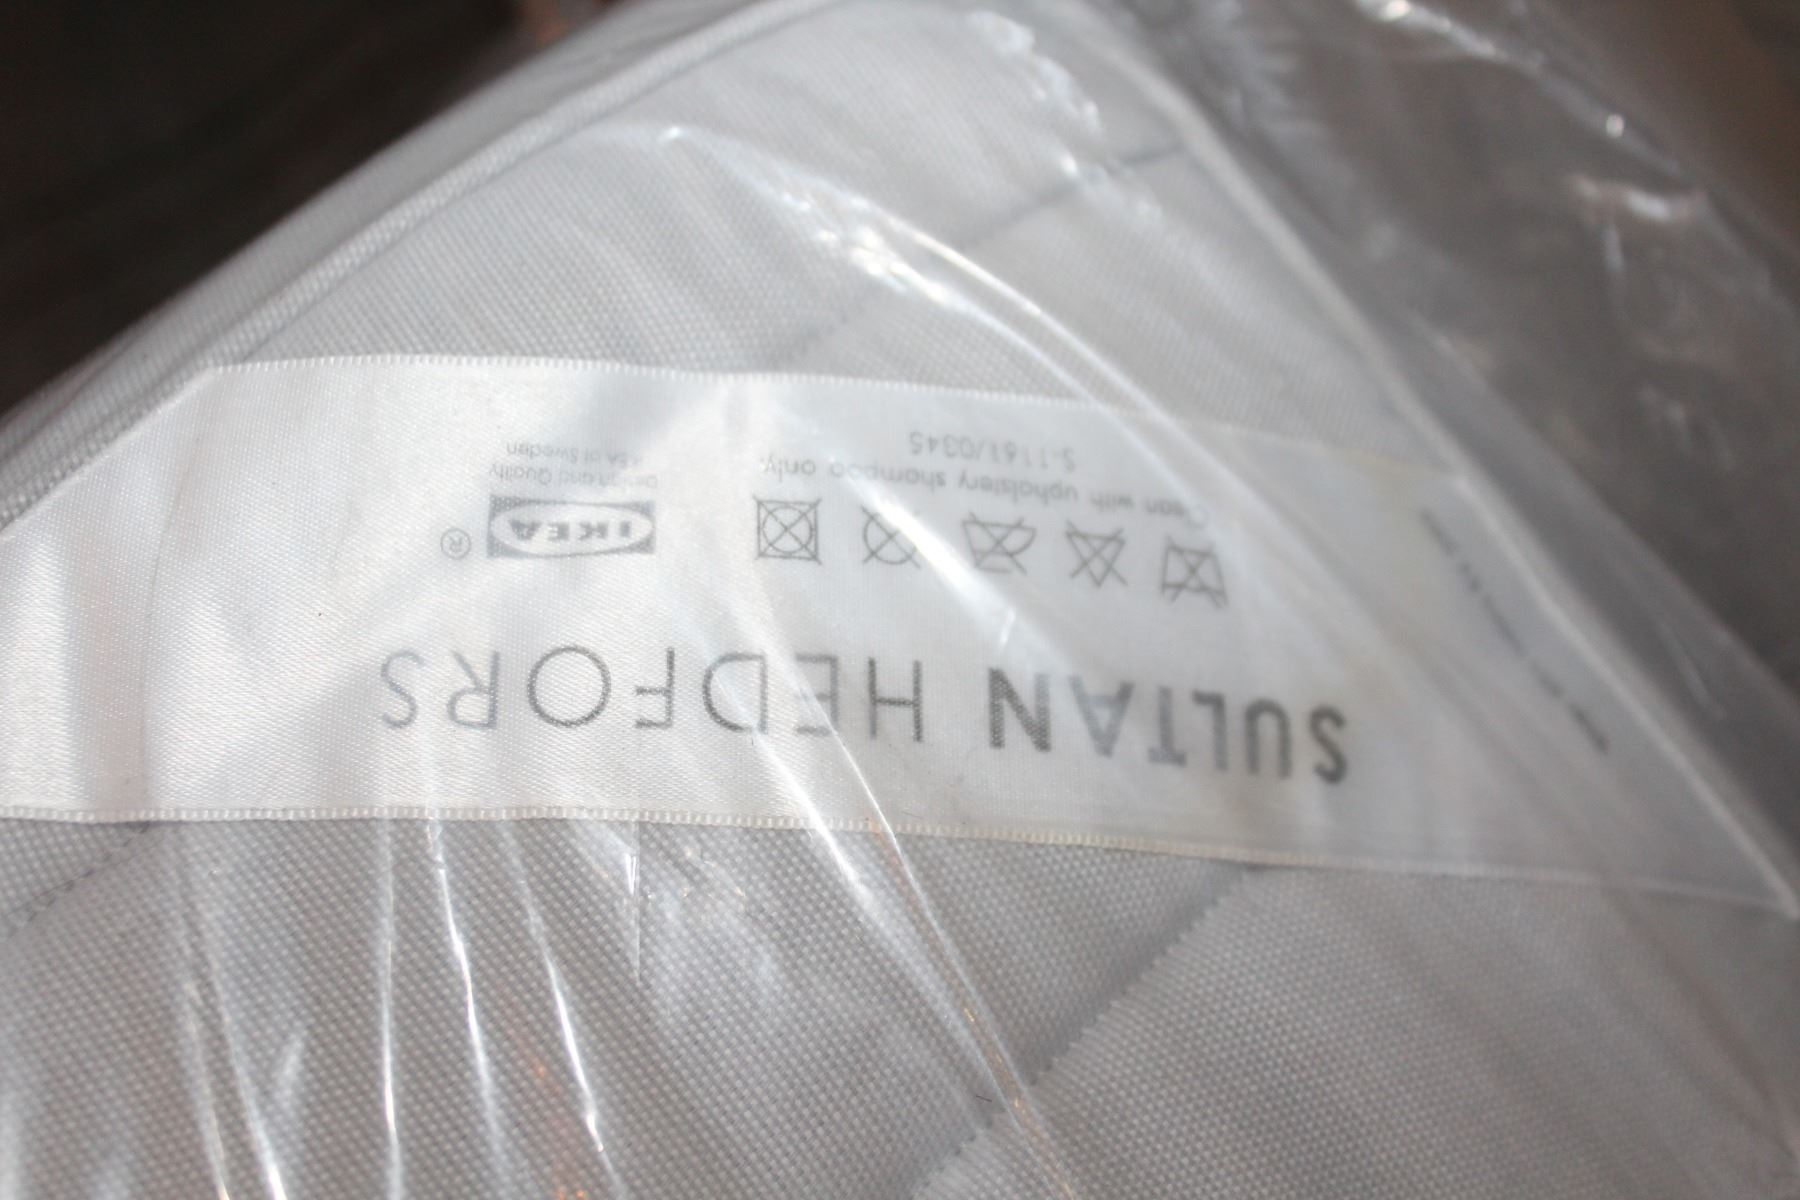 SULTAN HEDFORS
IKEA ®
Design and Quality
IKEA of Sweden
Clean with upholstery shampoo only.
S-1161/0345